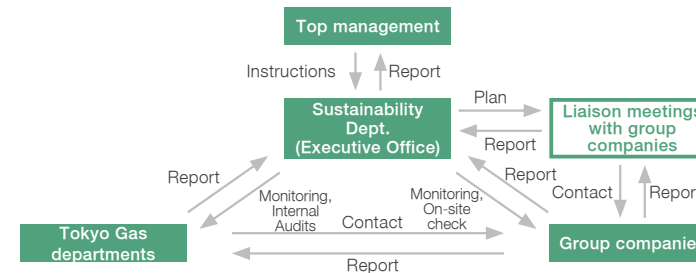 Top management
Instructions
Report
Sustainability
Dept.
(Executive Office)
Plan
Report
Liaison meetings
with group
companies
Report
Monitoring,
Internal
Audits
Contact
Monitoring,
On-site
check
Report
Contact
Report
Tokyo Gas
departments
Report
Group companies